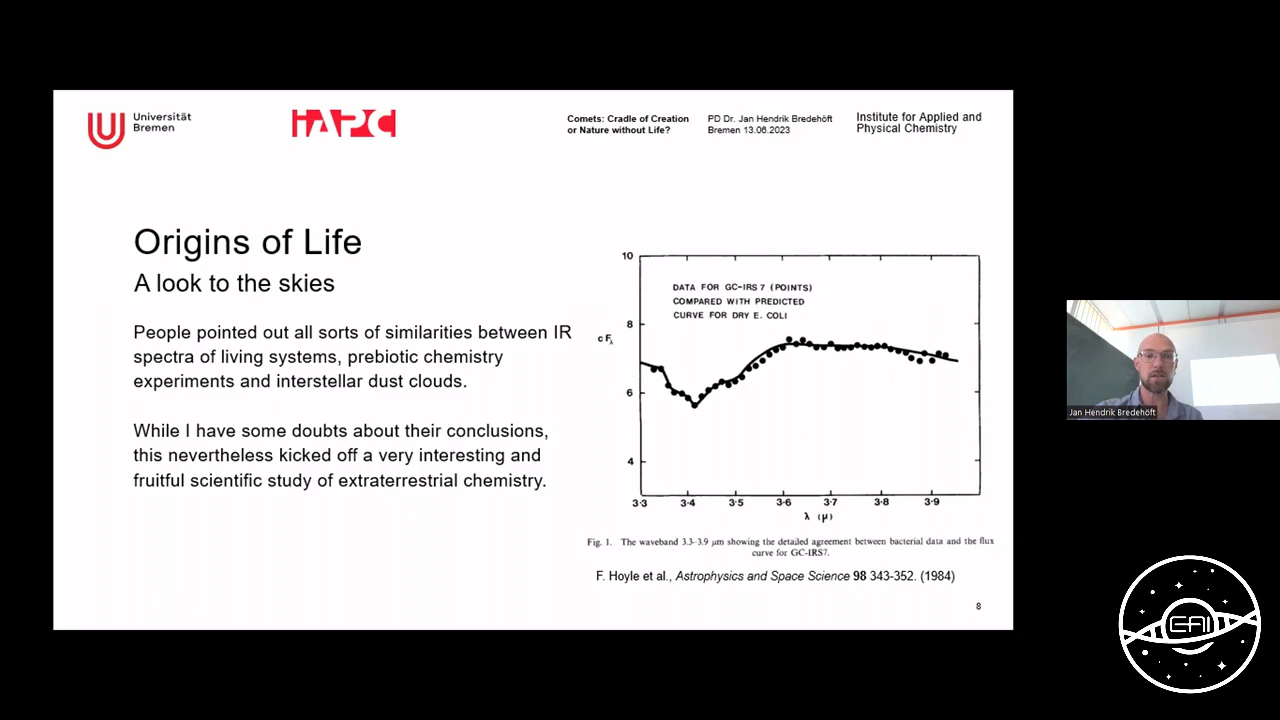 Universität
Bremen
iAPC
Comets: Cradle of Creation
or Nature without Life?
PD Dr. Jan Hendrik Bredehöft
Bremen 13.06.2023
Institute for Applied and
Physical Chemistry
Origins of Life
A look to the skies
People pointed out all sorts of similarities between IR
spectra of living systems, prebiotic chemistry
experiments and interstellar dust clouds.
While I have some doubts about their conclusions,
this nevertheless kicked off a very interesting and
fruitful scientific study of extraterrestrial chemistry.
DATA FOR GC-IRS 7 (POINTS)
COMPARED WITH PREDICTED
CURVE FOR DRY E. COLI
10
8
6
4
c Fλ
3·3 3·4 3·5 3·6 3·7 3·8 3·9
λ (μ)
Fig. 1. The waveband 3.3–3.9 μm showing the detailed agreement between bacterial data and the flux
curve for GC-IRS7.
F. Hoyle et al., Astrophysics and Space Science 98 343-352. (1984)
8
Jan Hendrik Bredehöft
EAI